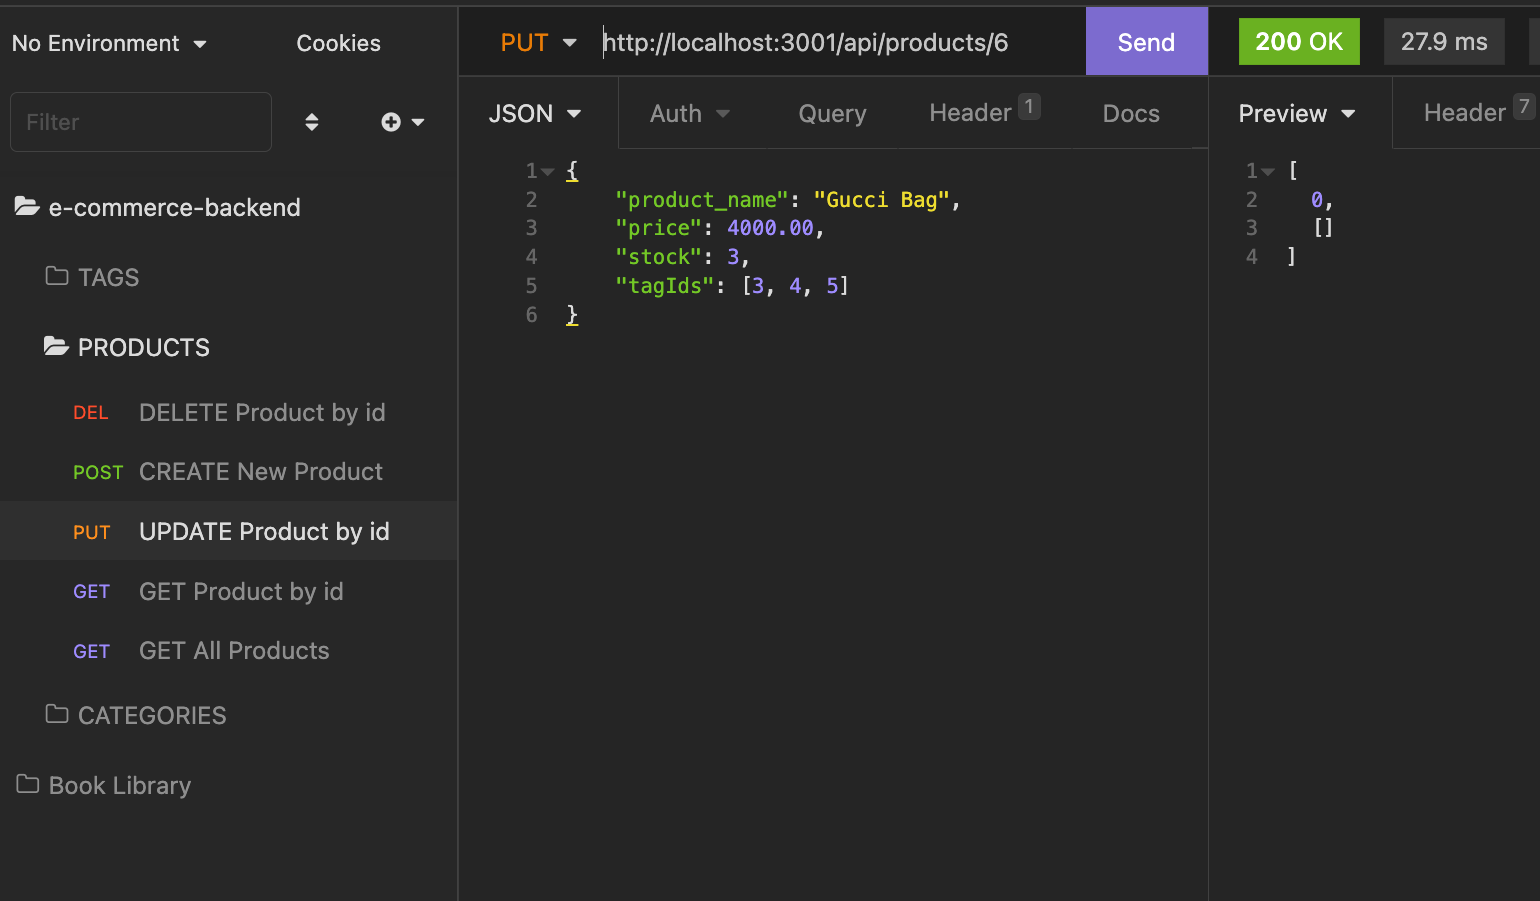 No Environment
Cookies
Filter
e-commerce-backend
TAGS
PRODUCTS
DEL DELETE Product by id
POST CREATE New Product
PUT UPDATE Product by id
GET GET Product by id
GET GET All Products
CATEGORIES
Book Library
PUT http://localhost:3001/api/products/6 Send
JSON Auth Query Header 1 Docs
1 {
2 "product_name": "Gucci Bag",
3 "price": 4000.00,
4 "stock": 3,
5 "tagIds": [3, 4, 5]
6 }
200 OK 27.9 ms
Preview Header 7
1 [
2 0,
3 []
4 ]